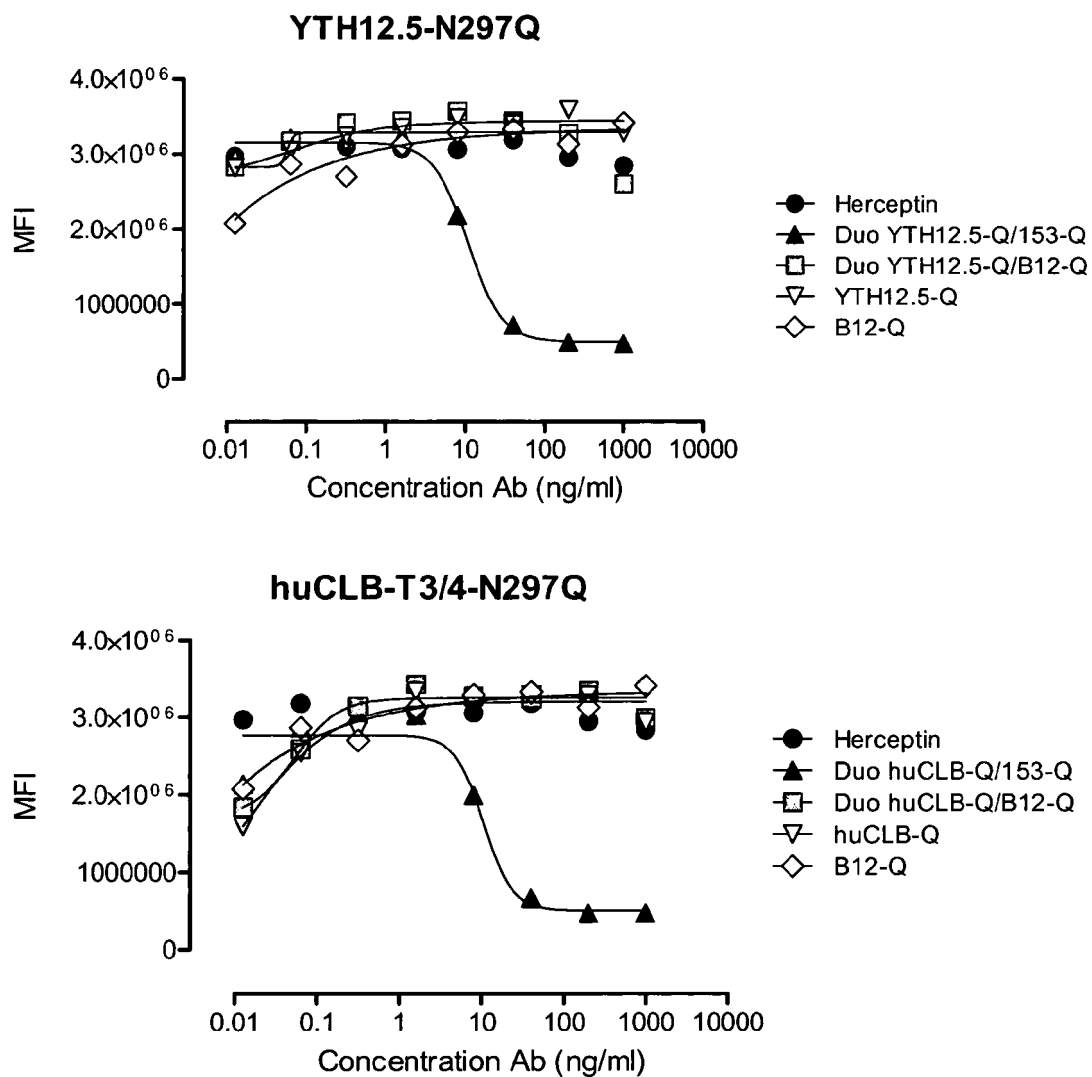 YTH12.5-N297Q
4.0×10⁰⁶
3.0×10⁰⁶
2.0×10⁰⁶
1000000
0
MFI
0.01 0.1 1 10 100 1000 10000
Concentration Ab (ng/ml)
Herceptin
Duo YTH12.5-Q/153-Q
Duo YTH12.5-Q/B12-Q
YTH12.5-Q
B12-Q
huCLB-T3/4-N297Q
4.0×10⁰⁶
3.0×10⁰⁶
2.0×10⁰⁶
1000000
0
MFI
0.01 0.1 1 10 100 1000 10000
Concentration Ab (ng/ml)
Herceptin
Duo huCLB-Q/153-Q
Duo huCLB-Q/B12-Q
huCLB-Q
B12-Q